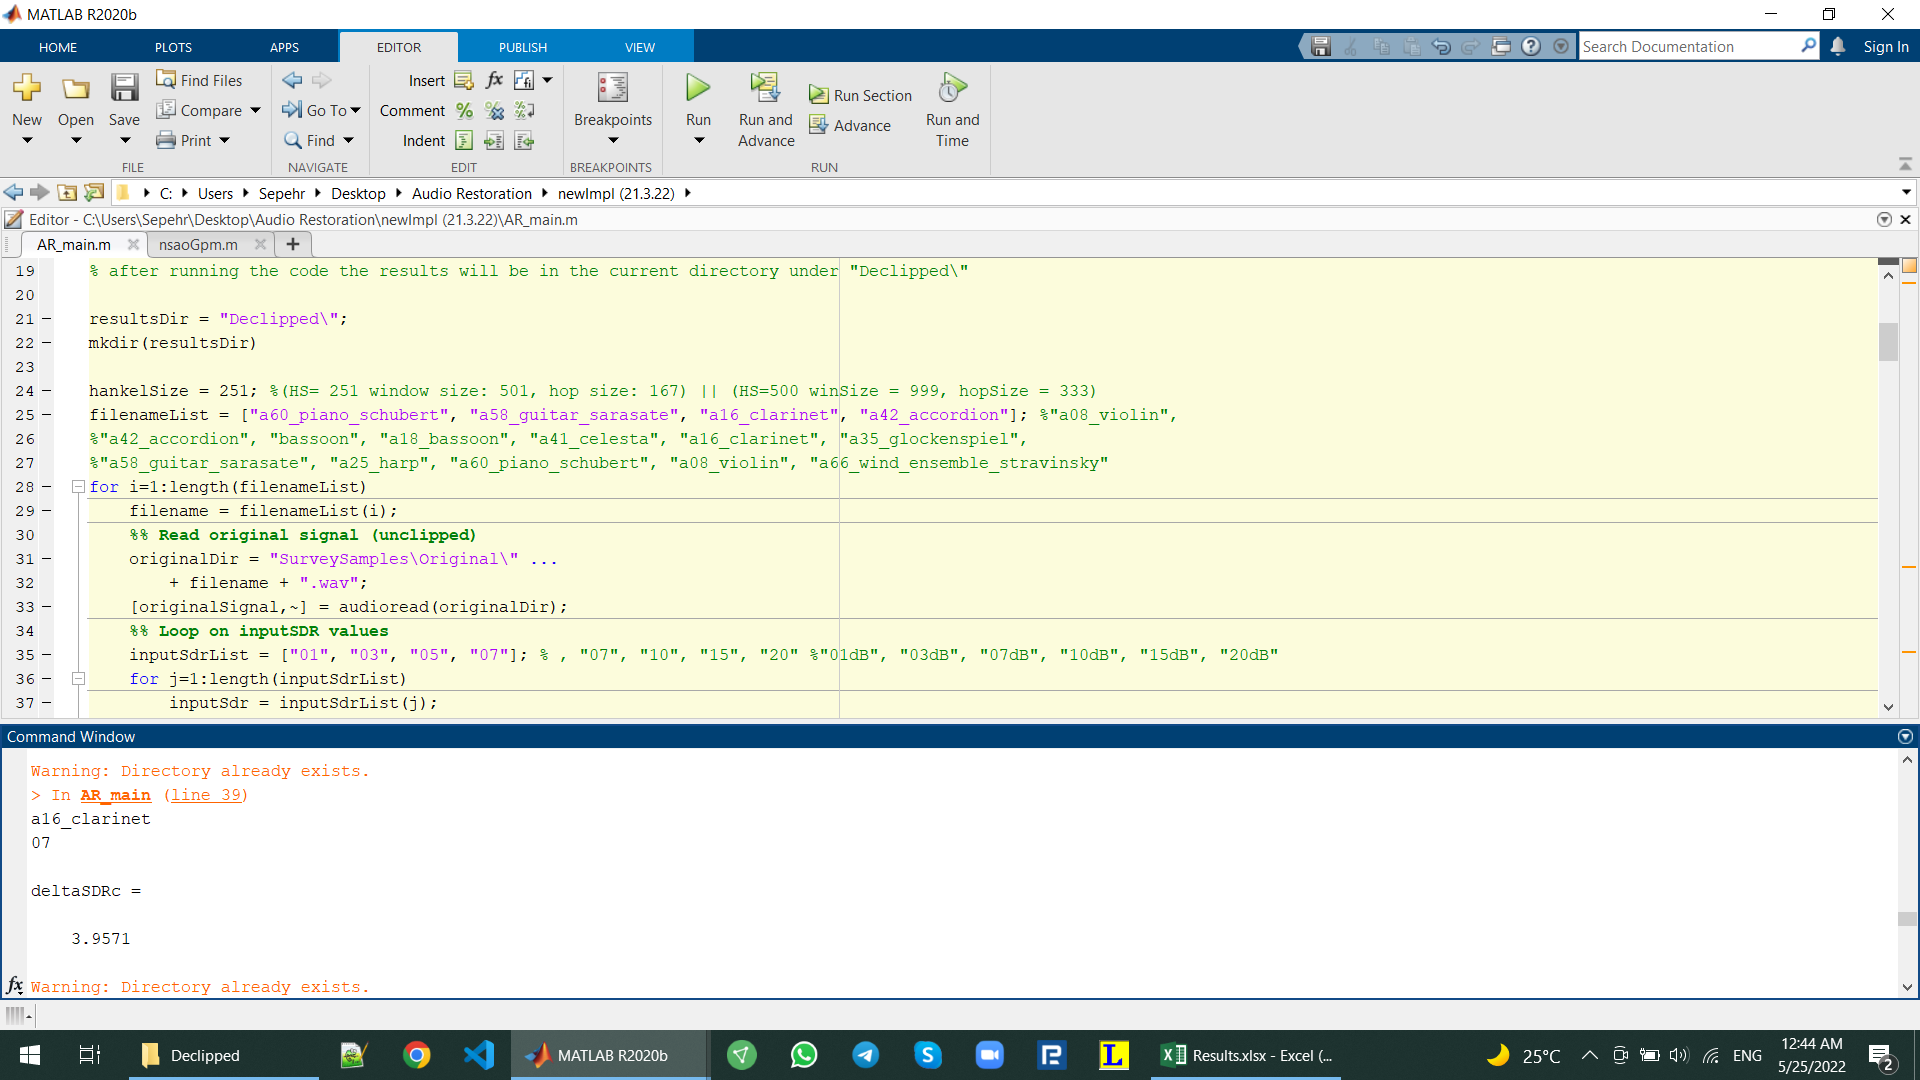 MATLAB R2020b
HOME PLOTS APPS EDITOR PUBLISH VIEW Search Documentation Sign In
New Open Save Find Files Compare Print
FILE
Go To Find
NAVIGATE
Insert fx
Comment
Indent
EDIT
Breakpoints
BREAKPOINTS
Run Run and Advance Run Section Advance Run and Time
RUN
C: Users Sepehr Desktop Audio Restoration newImpl (21.3.22)
Editor - C:\Users\Sepehr\Desktop\Audio Restoration\newImpl (21.3.22)\AR_main.m
AR_main.m nsaoGpm.m
19 % after running the code the results will be in the current directory under "Declipped\"
20
21 resultsDir = "Declipped\";
22 mkdir(resultsDir)
23
24 hankelSize = 251; %(HS= 251 window size: 501, hop size: 167) || (HS=500 winSize = 999, hopSize = 333)
25 filenameList = ["a60_piano_schubert", "a58_guitar_sarasate", "a16_clarinet", "a42_accordion"]; %"a08_violin",
26 %"a42_accordion", "bassoon", "a18_bassoon", "a41_celesta", "a16_clarinet", "a35_glockenspiel",
27 %"a58_guitar_sarasate", "a25_harp", "a60_piano_schubert", "a08_violin", "a66_wind_ensemble_stravinsky"
28 for i=1:length(filenameList)
29 filename = filenameList(i);
30 %% Read original signal (unclipped)
31 originalDir = "SurveySamples\Original\" ...
32 + filename + ".wav";
33 [originalSignal,~] = audioread(originalDir);
34 %% Loop on inputSDR values
35 inputSdrList = ["01", "03", "05", "07"]; % , "07", "10", "15", "20" %"01dB", "03dB", "07dB", "10dB", "15dB", "20dB"
36 for j=1:length(inputSdrList)
37 inputSdr = inputSdrList(j);
Command Window
Warning: Directory already exists.
> In AR_main (line 39)
a16_clarinet
07
deltaSDRc =
3.9571
fx Warning: Directory already exists.
Declipped MATLAB R2020b Results.xlsx - Excel (... 25°C ENG 12:44 AM
5/25/2022 2